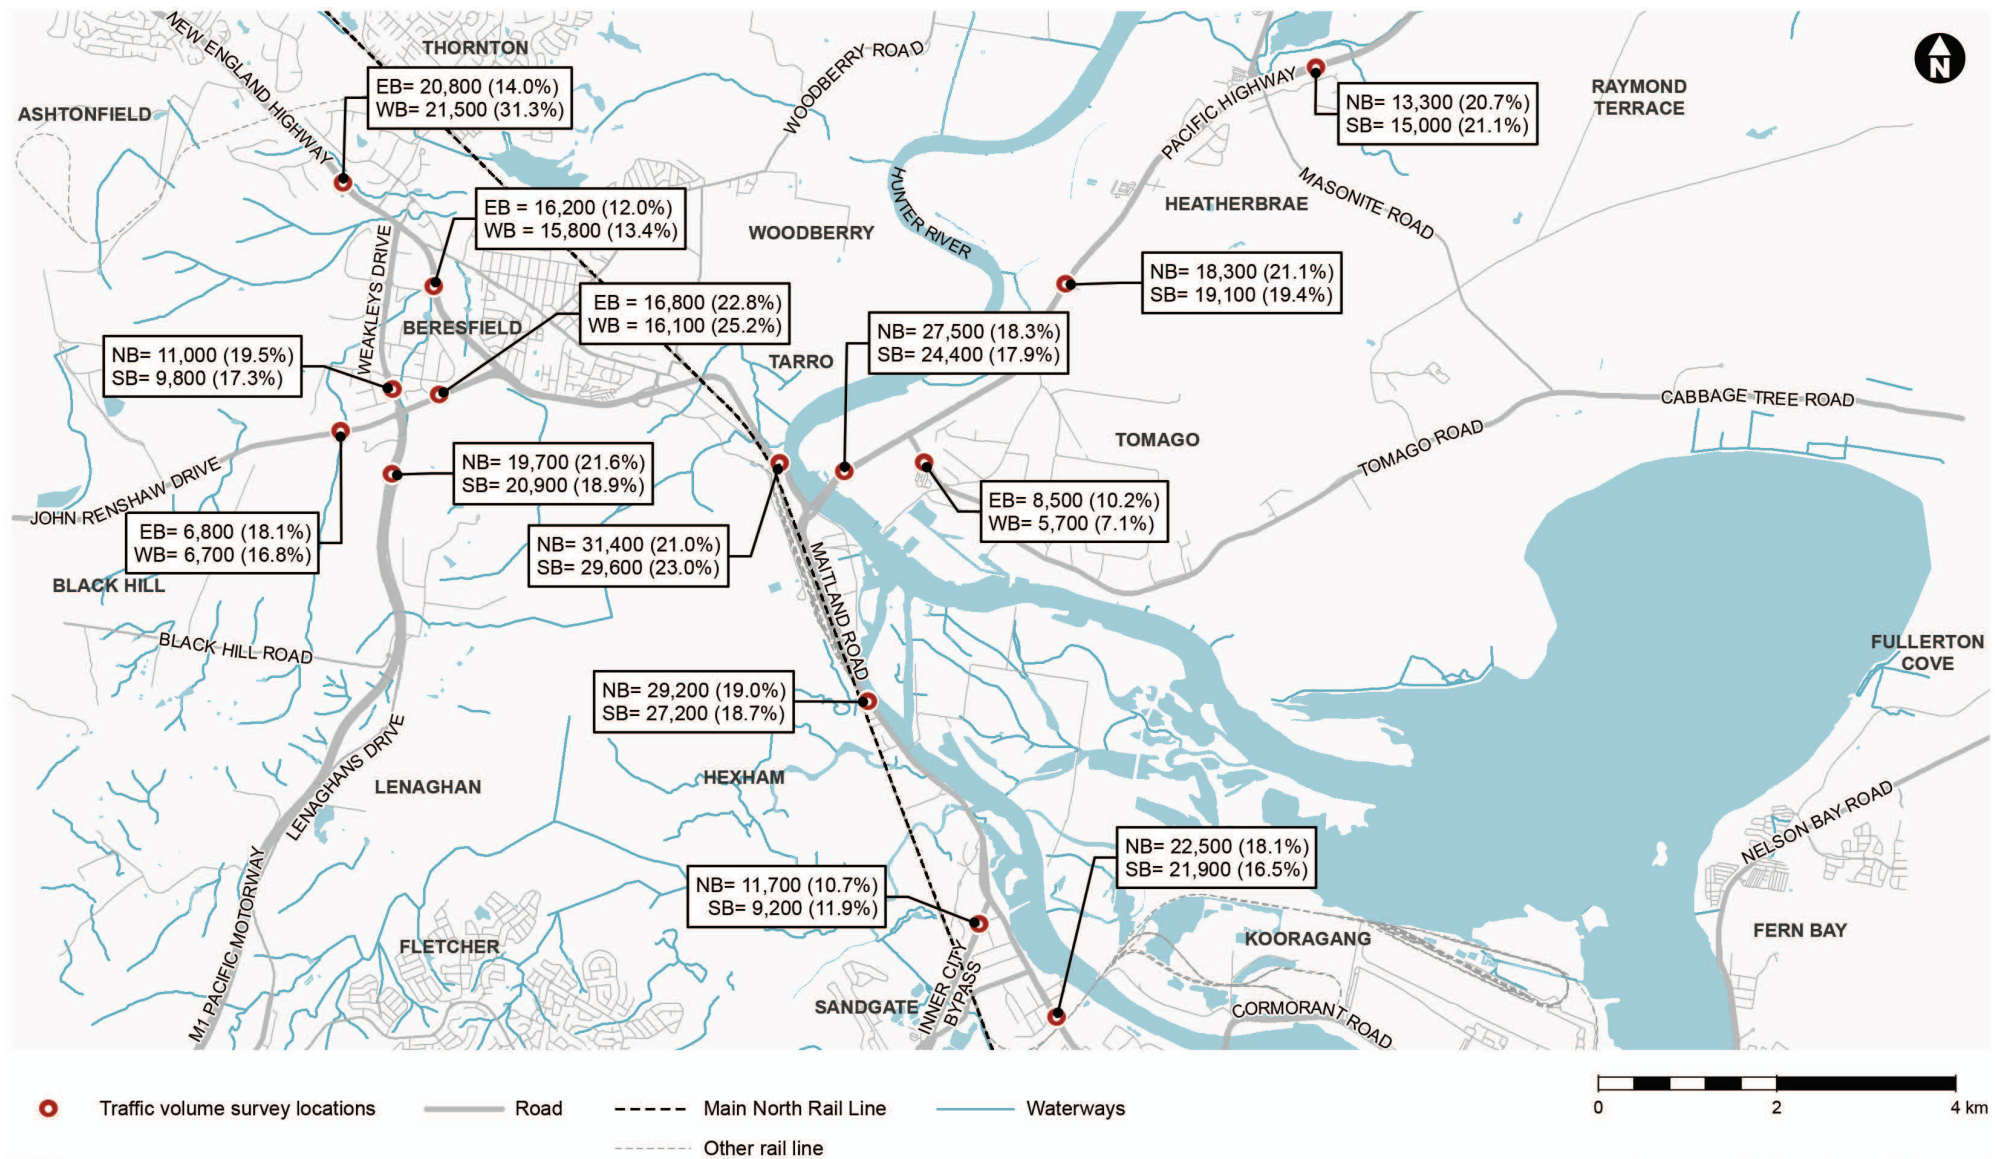 NEW ENGLAND HIGHWAY
THORNTON
WOODBERRY ROAD
N
ASHTONFIELD
EB= 20,800 (14.0%)
WB= 21,500 (31.3%)
PACIFIC HIGHWAY
NB= 13,300 (20.7%)
SB= 15,000 (21.1%)
RAYMOND
TERRACE
EB = 16,200 (12.0%)
WB = 15,800 (13.4%)
WOODBERRY
HUNTER RIVER
HEATHERBRAE
MASONITE ROAD
WEAKLEYS DRIVE
EB = 16,800 (22.8%)
WB = 16,100 (25.2%)
NB= 18,300 (21.1%)
SB= 19,100 (19.4%)
BERESFIELD
NB= 11,000 (19.5%)
SB= 9,800 (17.3%)
TARRO
NB= 27,500 (18.3%)
SB= 24,400 (17.9%)
CABBAGE TREE ROAD
TOMAGO
TOMAGO ROAD
JOHN RENSHAW DRIVE
NB= 19,700 (21.6%)
SB= 20,900 (18.9%)
EB= 8,500 (10.2%)
WB= 5,700 (7.1%)
EB= 6,800 (18.1%)
WB= 6,700 (16.8%)
NB= 31,400 (21.0%)
SB= 29,600 (23.0%)
BLACK HILL
MAITLAND ROAD
BLACK HILL ROAD
FULLERTON
COVE
NB= 29,200 (19.0%)
SB= 27,200 (18.7%)
LENAGHANS DRIVE
LENAGHAN
HEXHAM
NELSON BAY ROAD
NB= 22,500 (18.1%)
SB= 21,900 (16.5%)
NB= 11,700 (10.7%)
SB= 9,200 (11.9%)
M1 PACIFIC MOTORWAY
FLETCHER
KOORAGANG
FERN BAY
SANDGATE
INNER CITY
BYPASS
CORMORANT ROAD
Traffic volume survey locations
Road
Main North Rail Line
Waterways
Other rail line
0
2
4 km